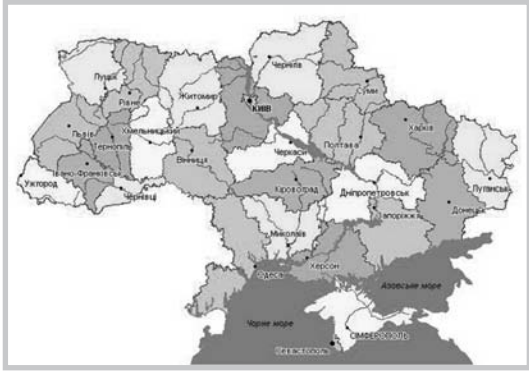 Чернігів
Луцьк
Рівне
Житомир
КИЇВ
Суми
Львів
Тернопіль
Хмельницький
Харків
Полтава
Івано-Франківськ
Вінниця
Черкаси
Ужгород
Чернівці
Кіровоград
Дніпропетровськ
Луганськ
Донецьк
Запоріжжя
Миколаїв
Одеса
Херсон
Азовське море
Чорне море
СІМФЕРОПОЛЬ
Севастополь